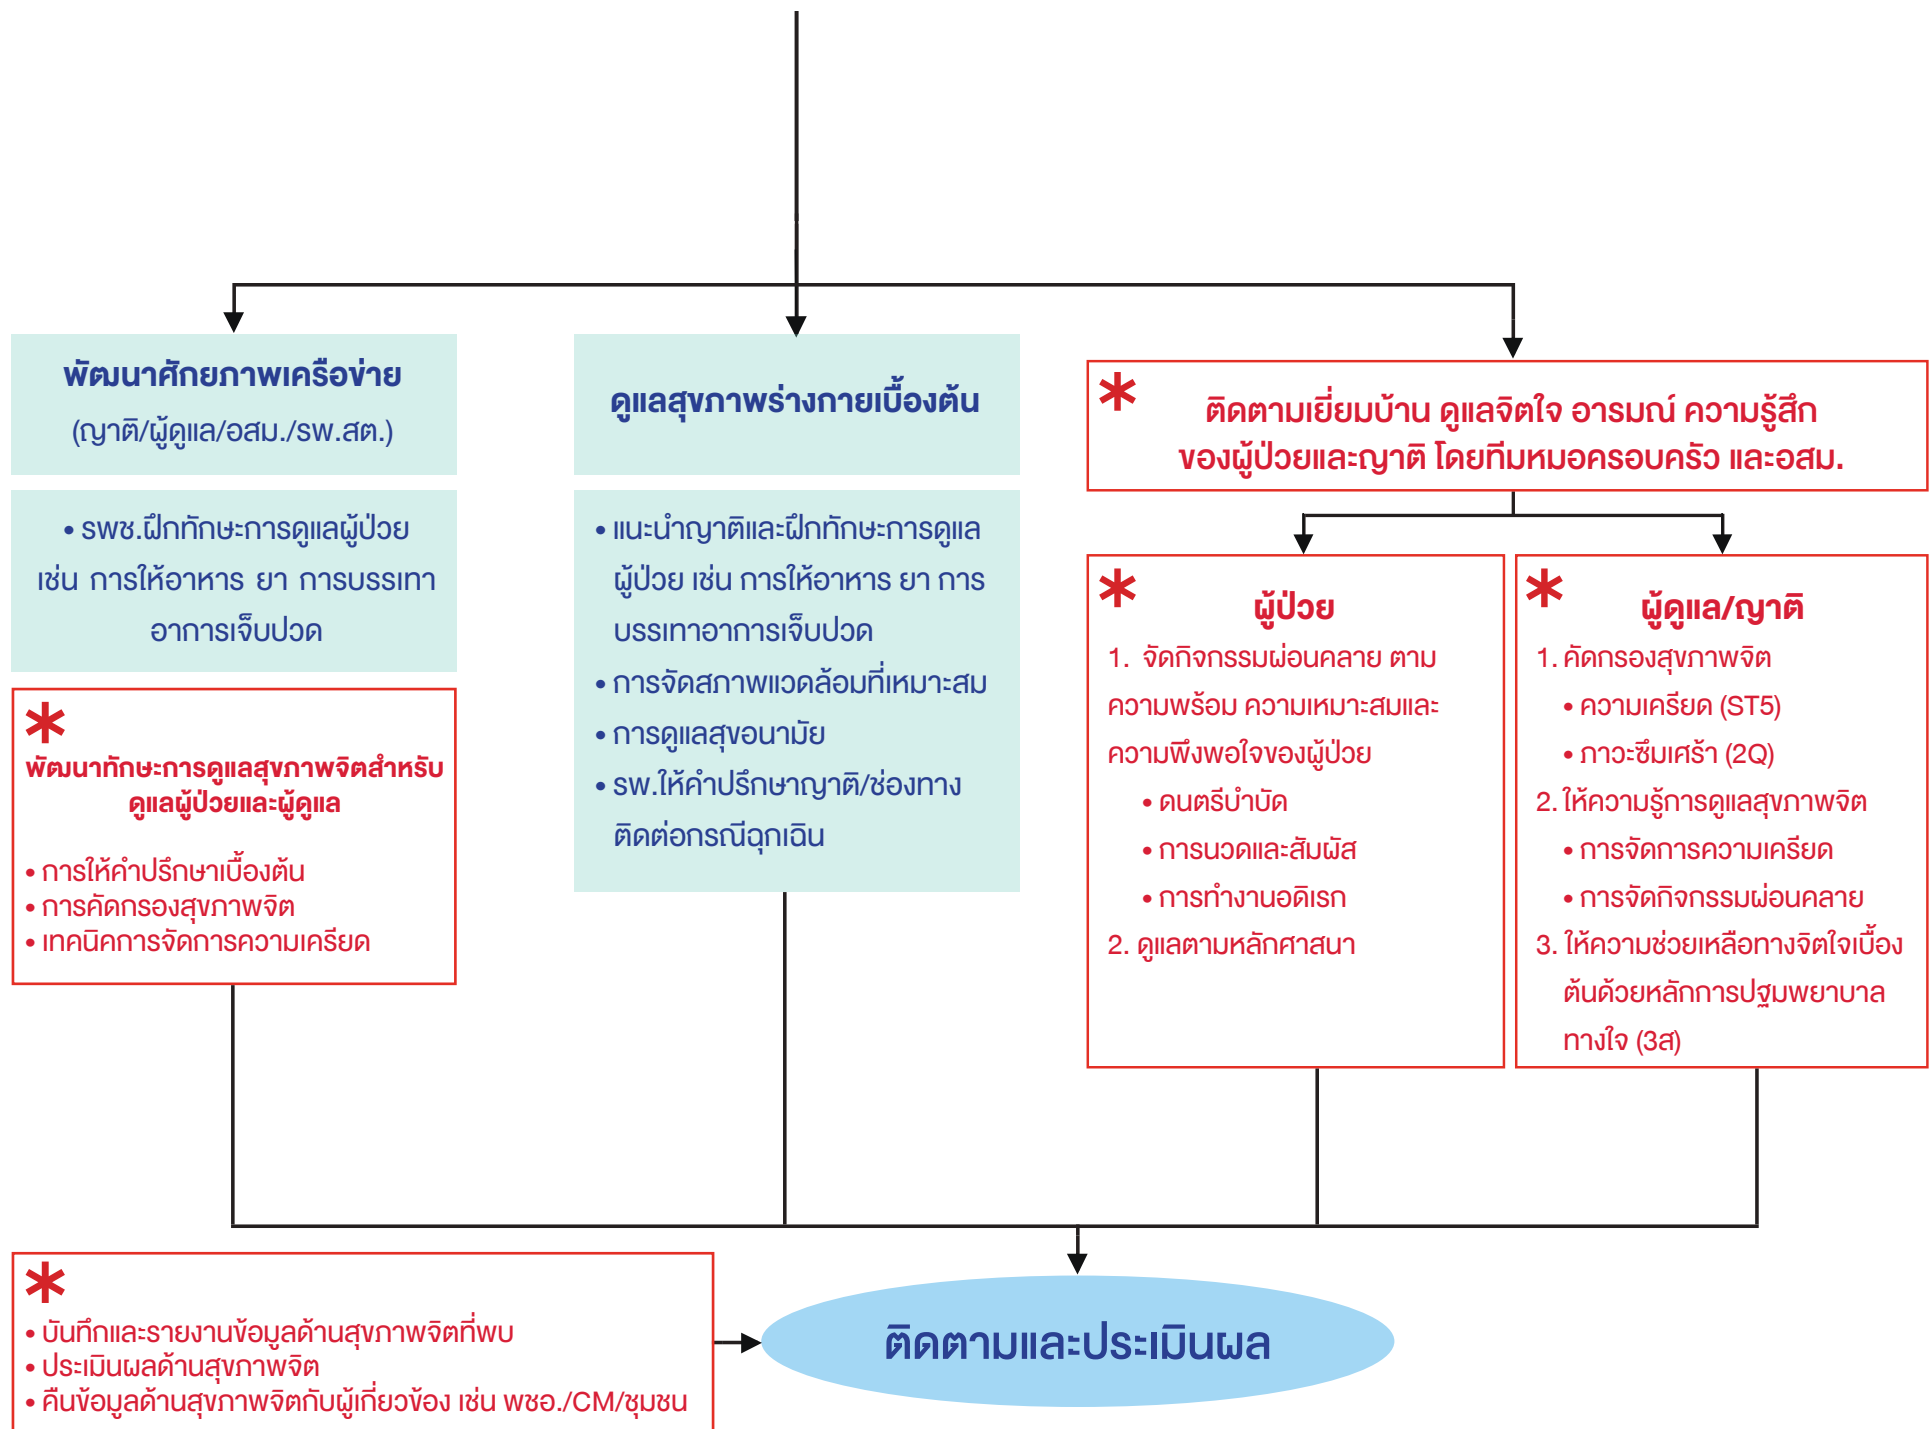 พัฒนาศักยภาพเครือข่าย
(ญาติ/ผู้ดูแล/อสม./รพ.สต.)
• รพช.ฝึกทักษะการดูแลผู้ป่วย
เช่น การให้อาหาร ยา การบรรเทา
อาการเจ็บปวด
*
พัฒนาทักษะการดูแลสุขภาพจิตสำหรับ
ดูแลผู้ป่วยและผู้ดูแล
• การให้คำปรึกษาเบื้องต้น
• การคัดกรองสุขภาพจิต
• เทคนิคการจัดการความเครียด
ดูแลสุขภาพร่างกายเบื้องต้น
• แนะนำญาติและฝึกทักษะการดูแล
ผู้ป่วย เช่น การให้อาหาร ยา การ
บรรเทาอาการเจ็บปวด
• การจัดสภาพแวดล้อมที่เหมาะสม
• การดูแลสุขอนามัย
• รพ.ให้คำปรึกษาญาติ/ช่องทาง
ติดต่อกรณีฉุกเฉิน
*
ติดตามเยี่ยมบ้าน ดูแลจิตใจ อารมณ์ ความรู้สึก
ของผู้ป่วยและญาติ โดยทีมหมอครอบครัว และอสม.
*
ผู้ป่วย
1. จัดกิจกรรมผ่อนคลาย ตาม
ความพร้อม ความเหมาะสมและ
ความพึงพอใจของผู้ป่วย
• ดนตรีบำบัด
• การนวดและสัมผัส
• การทำงานอดิเรก
2. ดูแลตามหลักศาสนา
*
ผู้ดูแล/ญาติ
1. คัดกรองสุขภาพจิต
• ความเครียด (ST5)
• ภาวะซึมเศร้า (2Q)
2. ให้ความรู้การดูแลสุขภาพจิต
• การจัดการความเครียด
• การจัดกิจกรรมผ่อนคลาย
3. ให้ความช่วยเหลือทางจิตใจเบื้อง
ต้นด้วยหลักการปฐมพยาบาล
ทางใจ (3ส)
*
• บันทึกและรายงานข้อมูลด้านสุขภาพจิตที่พบ
• ประเมินผลด้านสุขภาพจิต
• คืนข้อมูลด้านสุขภาพจิตกับผู้เกี่ยวข้อง เช่น พชอ./CM/ชุมชน
ติดตามและประเมินผล